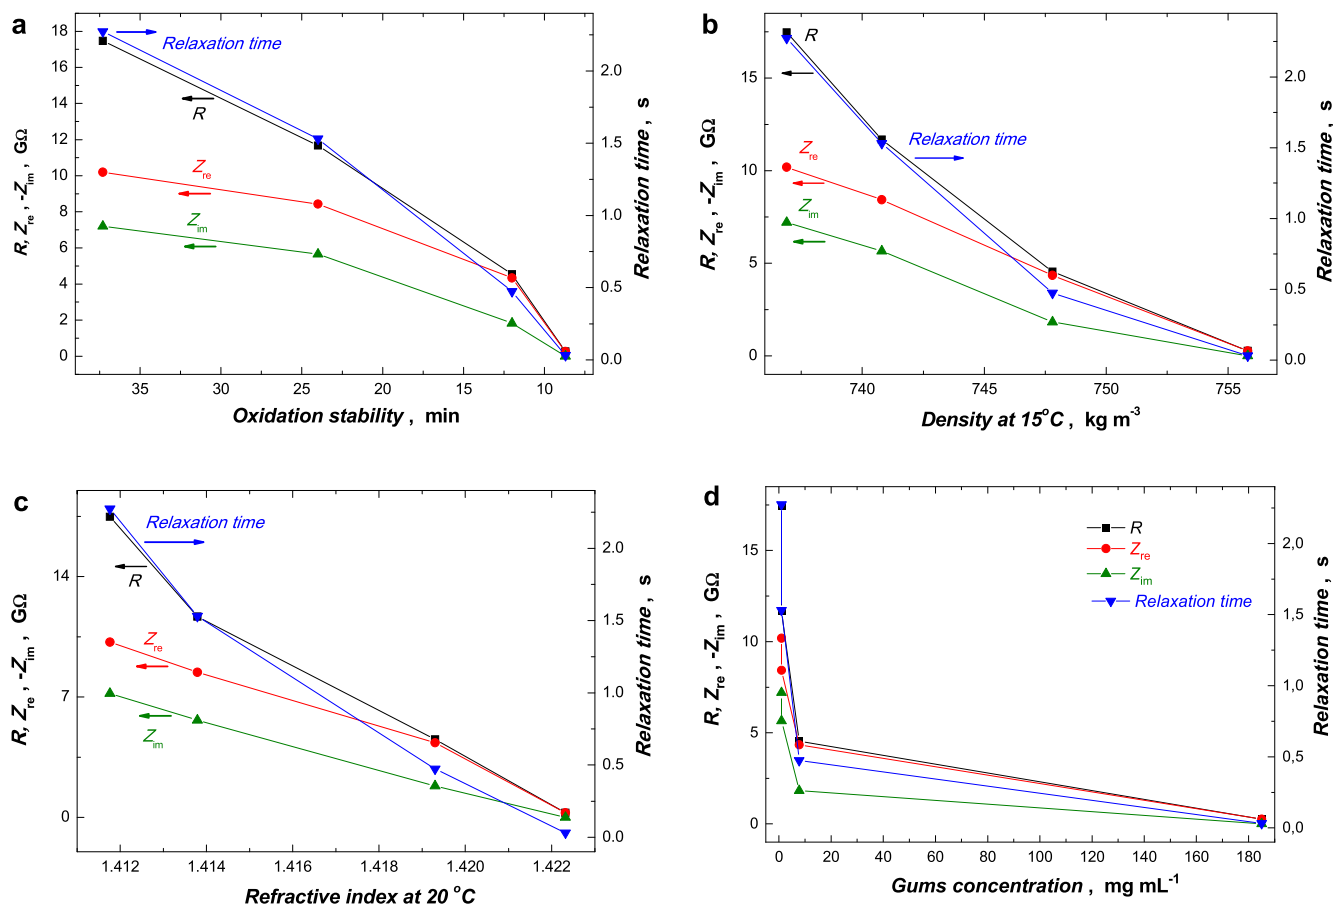 a
18
16
14
12
10
8
6
4
2
0
R, Zre , -Zim , GΩ
Relaxation time
R
Zre
Zim
2.0
1.5
1.0
0.5
0.0
Relaxation time , s
35 30 25 20 15 10
Oxidation stability , min
b
15
10
5
0
R, Zre , -Zim , GΩ
R
Relaxation time
Zre
Zim
2.0
1.5
1.0
0.5
0.0
Relaxation time , s
740 745 750 755
Density at 15°C , kg m-3
c
14
7
0
R, Zre , -Zim , GΩ
Relaxation time
R
Zre
Zim
2.0
1.5
1.0
0.5
0.0
Relaxation time , s
1.412 1.414 1.416 1.418 1.420 1.422
Refractive index at 20 °C
d
15
10
5
0
R, Zre , -Zim , GΩ
R
Zre
Zim
Relaxation time
2,0
1,5
1,0
0,5
0,0
Relaxation time , s
0 20 40 60 80 100 120 140 160 180
Gums concentration , mg mL-1